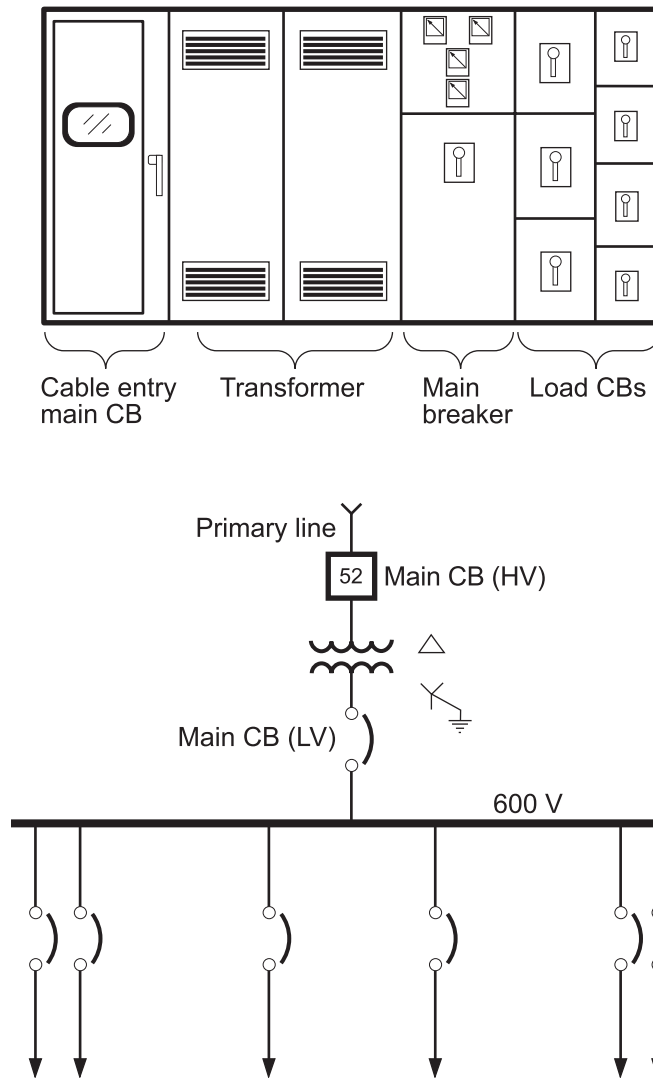 Cable entry
main CB
Transformer
Main
breaker
Load CBs
Primary line
52
Main CB (HV)
Main CB (LV)
600 V